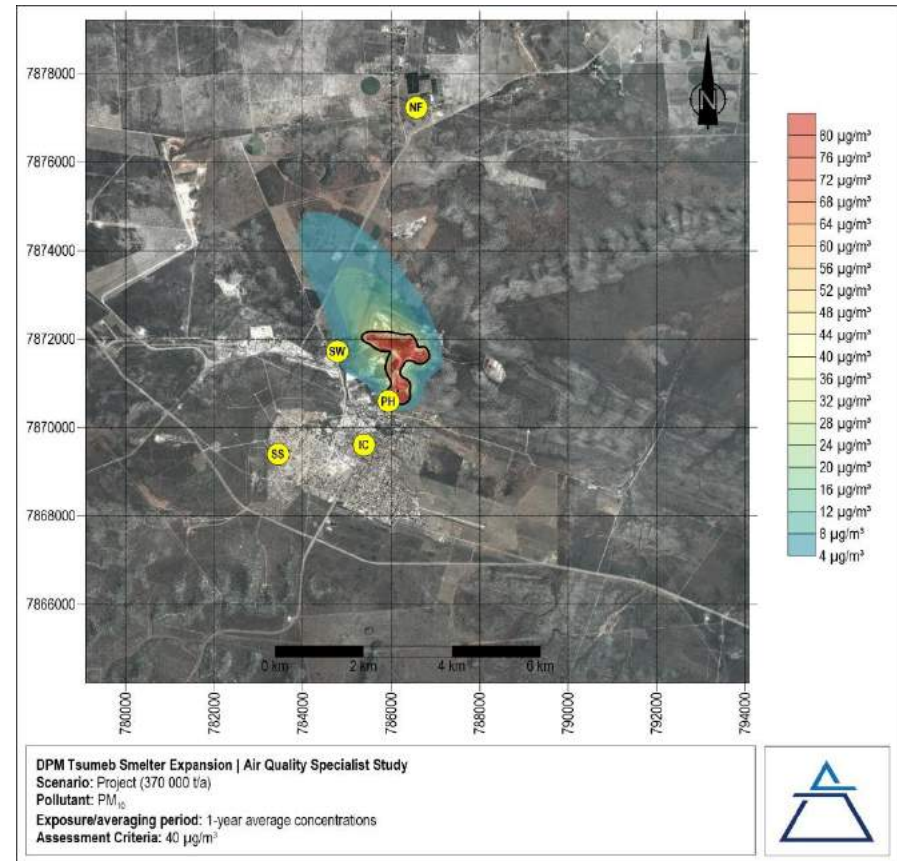 7878000
7876000
7874000
7872000
7870000
7868000
7866000
NF
SW
PH
IC
SS
N
80 µg/m³
76 µg/m³
72 µg/m³
68 µg/m³
64 µg/m³
60 µg/m³
56 µg/m³
52 µg/m³
48 µg/m³
44 µg/m³
40 µg/m³
36 µg/m³
32 µg/m³
28 µg/m³
24 µg/m³
20 µg/m³
16 µg/m³
12 µg/m³
8 µg/m³
4 µg/m³
0 km 2 km 4 km 6 km
780000 782000 784000 786000 788000 790000 792000 794000
DPM Tsumeb Smelter Expansion | Air Quality Specialist Study
Scenario: Project (370 000 t/a)
Pollutant: PM₁₀
Exposure/averaging period: 1-year average concentrations
Assessment Criteria: 40 µg/m³